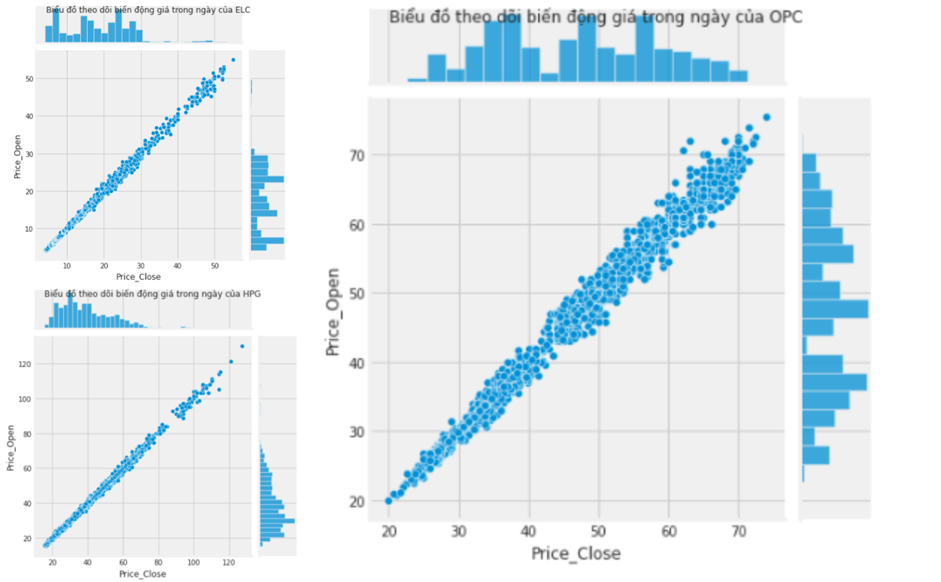 Biểu đồ theo dõi biến động giá trong ngày của ELC
50
40
30
20
10
Price_Open
10 20 30 40 50
Price_Close
Biểu đồ theo dõi biến động giá trong ngày của HPG
120
100
80
60
40
20
Price_Open
20 40 60 80 100 120
Price_Close
Biểu đồ theo dõi biến động giá trong ngày của OPC
70
60
50
40
30
20
Price_Open
20 30 40 50 60 70
Price_Close